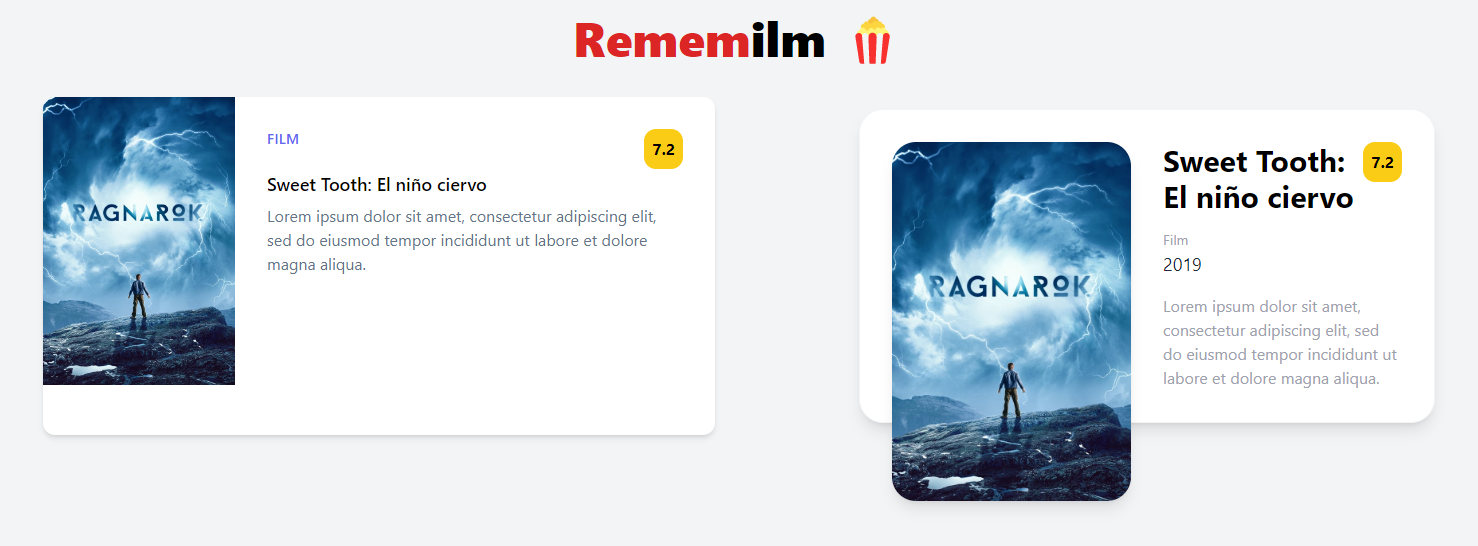 Rememilm
FILM
7.2
Sweet Tooth: El niño ciervo
Lorem ipsum dolor sit amet, consectetur adipiscing elit,
sed do eiusmod tempor incididunt ut labore et dolore
magna aliqua.
RAGNAROK
Sweet Tooth:
El niño ciervo
7.2
Film
2019
Lorem ipsum dolor sit amet,
consectetur adipiscing elit, sed
do eiusmod tempor incididunt ut
labore et dolore magna aliqua.
RAGNAROK